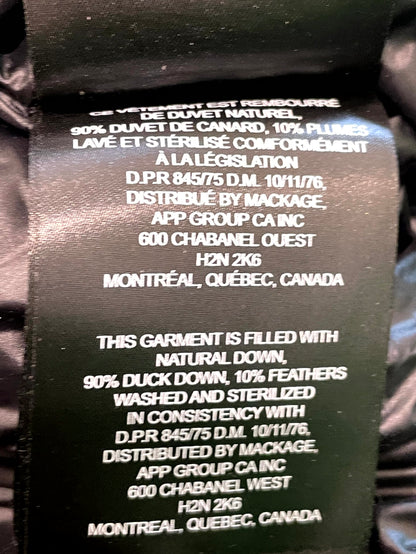 CE VÊTEMENT EST REMBOURRÉ
DE DUVET NATUREL,
90% DUVET DE CANARD, 10% PLUMES
LAVÉ ET STÉRILISÉ COMFORMÉMENT
À LA LÉGISLATION
D.P.R 845/75 D.M. 10/11/76,
DISTRIBUÉ BY MACKAGE,
APP GROUP CA INC
600 CHABANEL OUEST
H2N 2K6
MONTRÉAL, QUÉBEC, CANADA
THIS GARMENT IS FILLED WITH
NATURAL DOWN,
90% DUCK DOWN, 10% FEATHERS
WASHED AND STERILIZED
IN CONSISTENCY WITH
D.P.R 845/75 D.M. 10/11/76,
DISTRIBUTED BY MACKAGE,
APP GROUP CA INC
600 CHABANEL WEST
H2N 2K6
MONTREAL, QUEBEC, CANADA